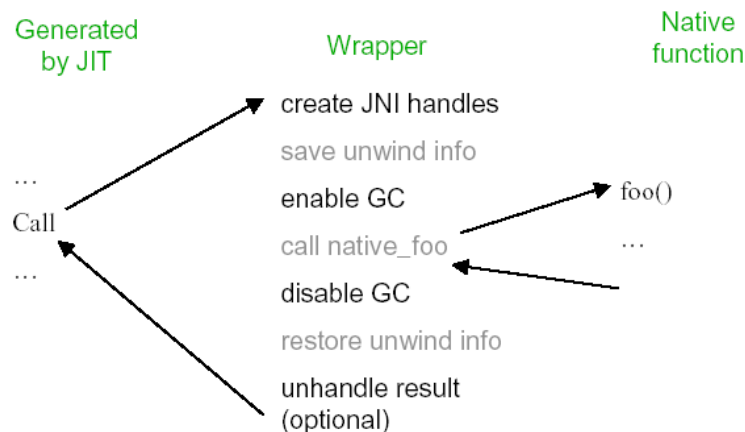 Generated
by JIT
Wrapper
Native
function
create JNI handles
save unwind info
enable GC
call native_foo
disable GC
restore unwind info
unhandle result
(optional)
...
Call
...
foo()
...